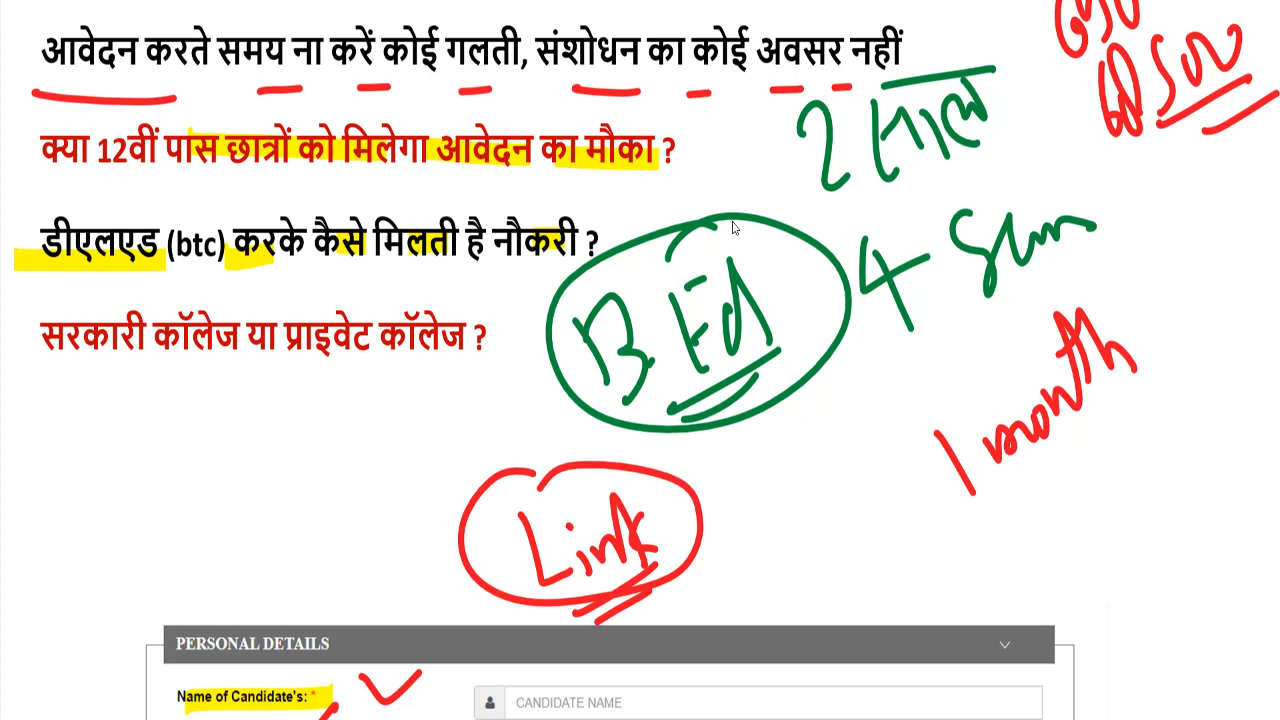 आवेदन करते समय ना करें कोई गलती, संशोधन का कोई अवसर नहीं
500
2 साल
क्या 12वीं पास छात्रों को मिलेगा आवेदन का मौका ?
डीएलएड (btc) करके कैसे मिलती है नौकरी ?
4 Sem
B Ed
सरकारी कॉलेज या प्राइवेट कॉलेज ?
1 month
Link
PERSONAL DETAILS
Name of Candidate's: *
CANDIDATE NAME